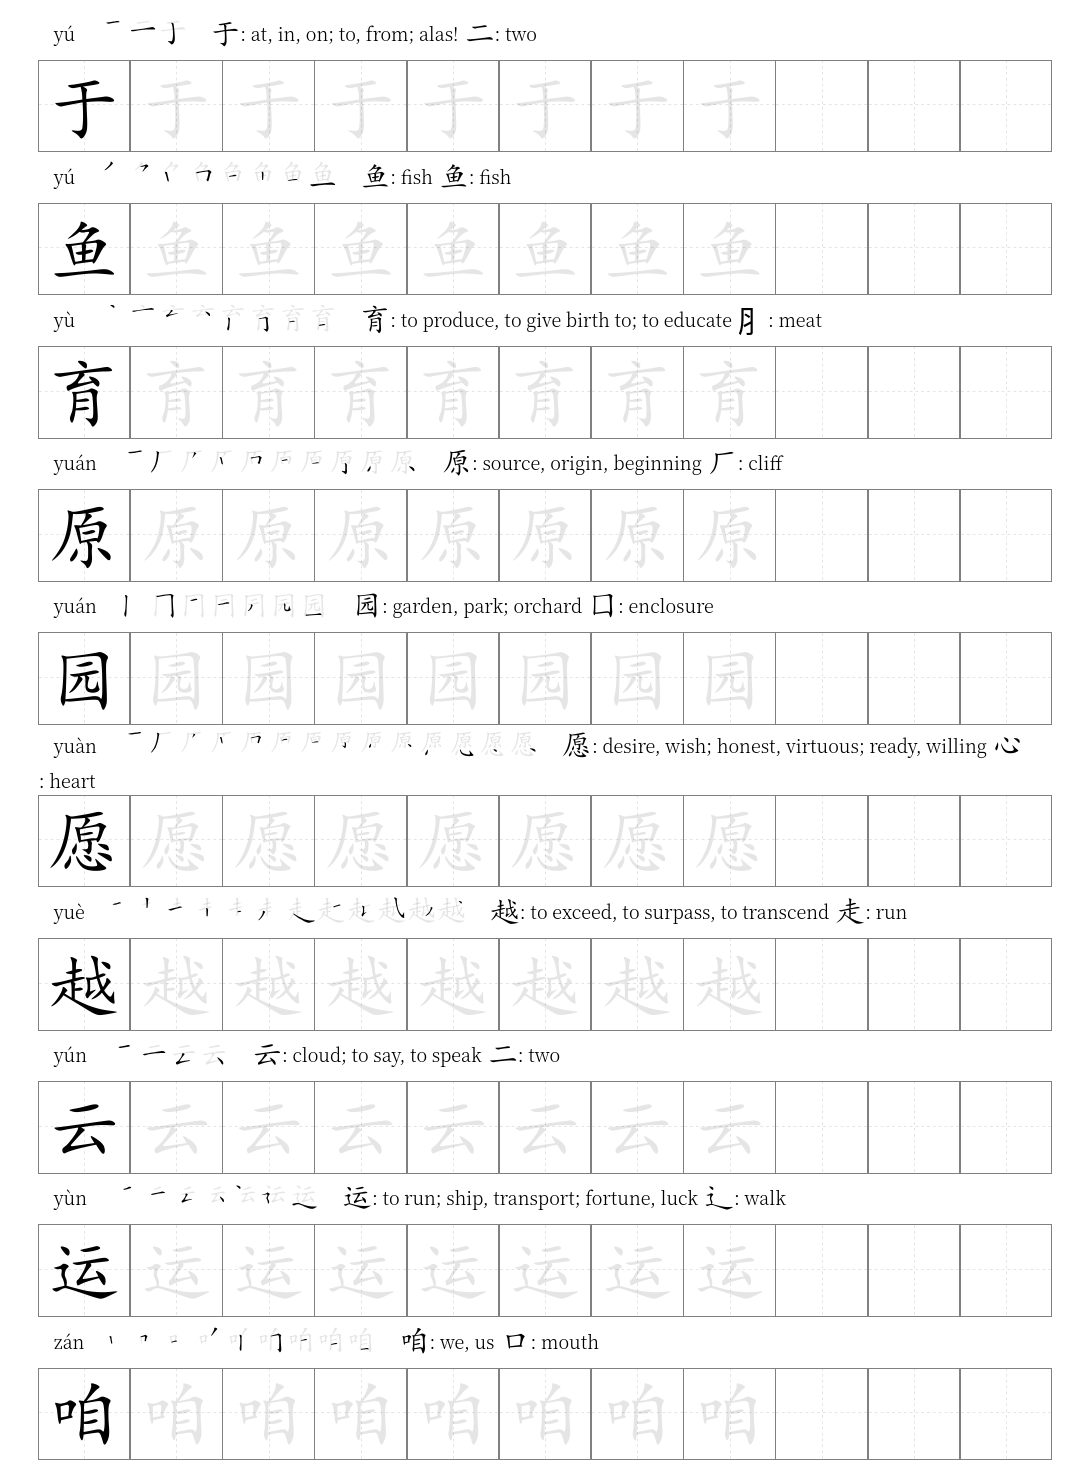 yú 于: at, in, on; to, from; alas! 二: two
于 于 于 于 于 于 于 于
yú 鱼: fish 鱼: fish
鱼 鱼 鱼 鱼 鱼 鱼 鱼 鱼
yù 育: to produce, to give birth to; to educate ⺼: meat
育 育 育 育 育 育 育 育
yuán 原: source, origin, beginning 厂: cliff
原 原 原 原 原 原 原 原
yuán 园: garden, park; orchard 囗: enclosure
园 园 园 园 园 园 园 园
yuàn 愿: desire, wish; honest, virtuous; ready, willing 心
: heart
愿 愿 愿 愿 愿 愿 愿 愿
yuè 越: to exceed, to surpass, to transcend 走: run
越 越 越 越 越 越 越 越
yún 云: cloud; to say, to speak 二: two
云 云 云 云 云 云 云 云
yùn 运: to run; ship, transport; fortune, luck 辶: walk
运 运 运 运 运 运 运 运
zán 咱: we, us 口: mouth
咱 咱 咱 咱 咱 咱 咱 咱